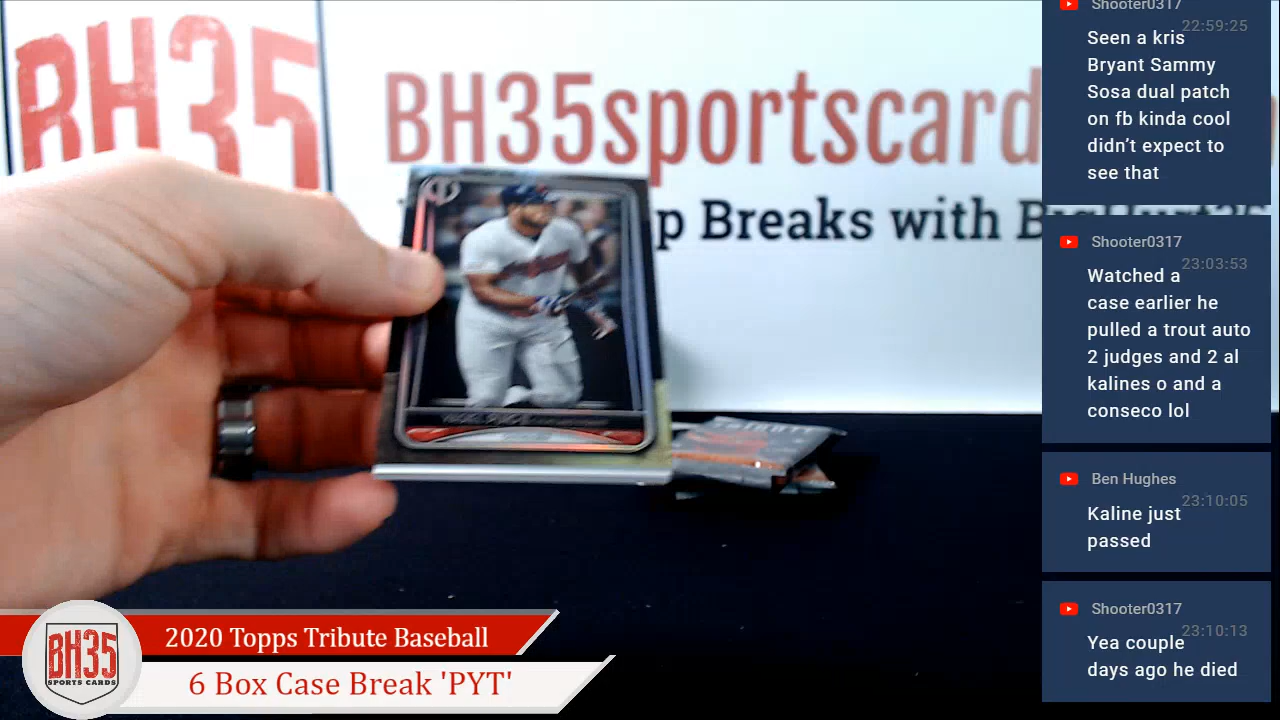 BH35
BH35sportscard
p Breaks with
2020 Topps Tribute Baseball
6 Box Case Break 'PYT'
BH35
SPORTS CARDS
Shooter0317
22:59:25
Seen a kris
Bryant Sammy
Sosa dual patch
on fb kinda cool
didn't expect to
see that
Shooter0317
23:03:53
Watched a
case earlier he
pulled a trout auto
2 judges and 2 al
kalines o and a
conseco lol
Ben Hughes
23:10:05
Kaline just
passed
Shooter0317
23:10:13
Yea couple
days ago he died